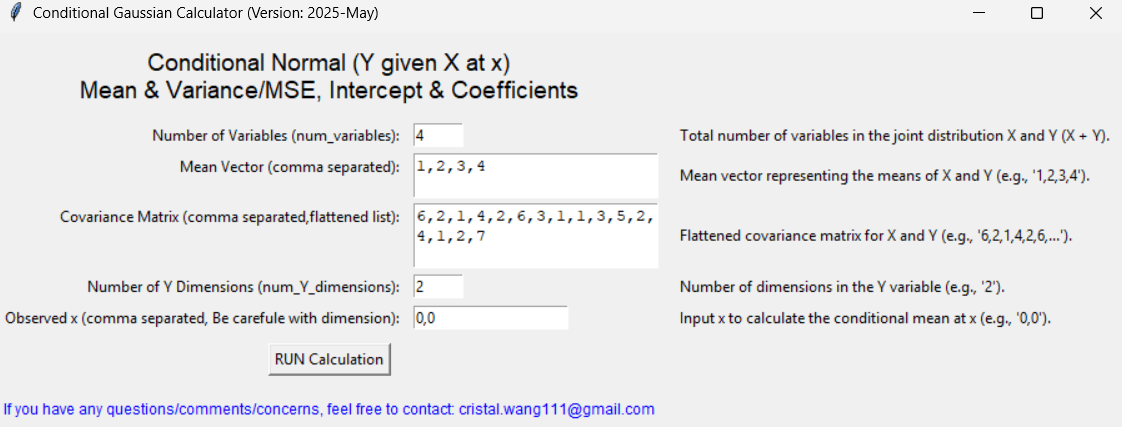 Conditional Gaussian Calculator (Version: 2025-May)
Conditional Normal (Y given X at x)
Mean & Variance/MSE, Intercept & Coefficients
Number of Variables (num_variables): 4 Total number of variables in the joint distribution X and Y (X + Y).
Mean Vector (comma separated): 1,2,3,4 Mean vector representing the means of X and Y (e.g., '1,2,3,4').
Covariance Matrix (comma separated,flattened list): 6,2,1,4,2,6,3,1,1,3,5,2,
4,1,2,7 Flattened covariance matrix for X and Y (e.g., '6,2,1,4,2,6,...').
Number of Y Dimensions (num_Y_dimensions): 2 Number of dimensions in the Y variable (e.g., '2').
Observed x (comma separated, Be carefule with dimension): 0,0 Input x to calculate the conditional mean at x (e.g., '0,0').
RUN Calculation
If you have any questions/comments/concerns, feel free to contact: cristal.wang111@gmail.com